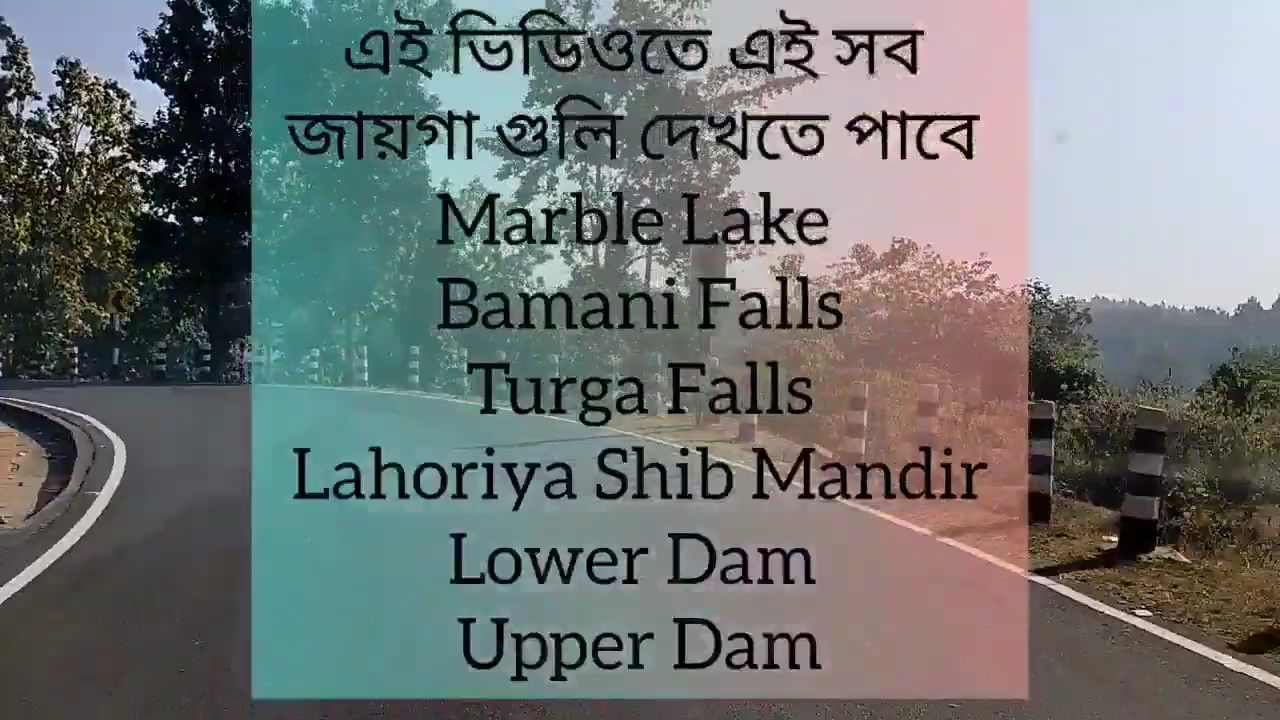 এই ভিডিওতে এই সব
জায়গা গুলি দেখতে পাবে
Marble Lake
Bamani Falls
Turga Falls
Lahoriya Shib Mandir
Lower Dam
Upper Dam